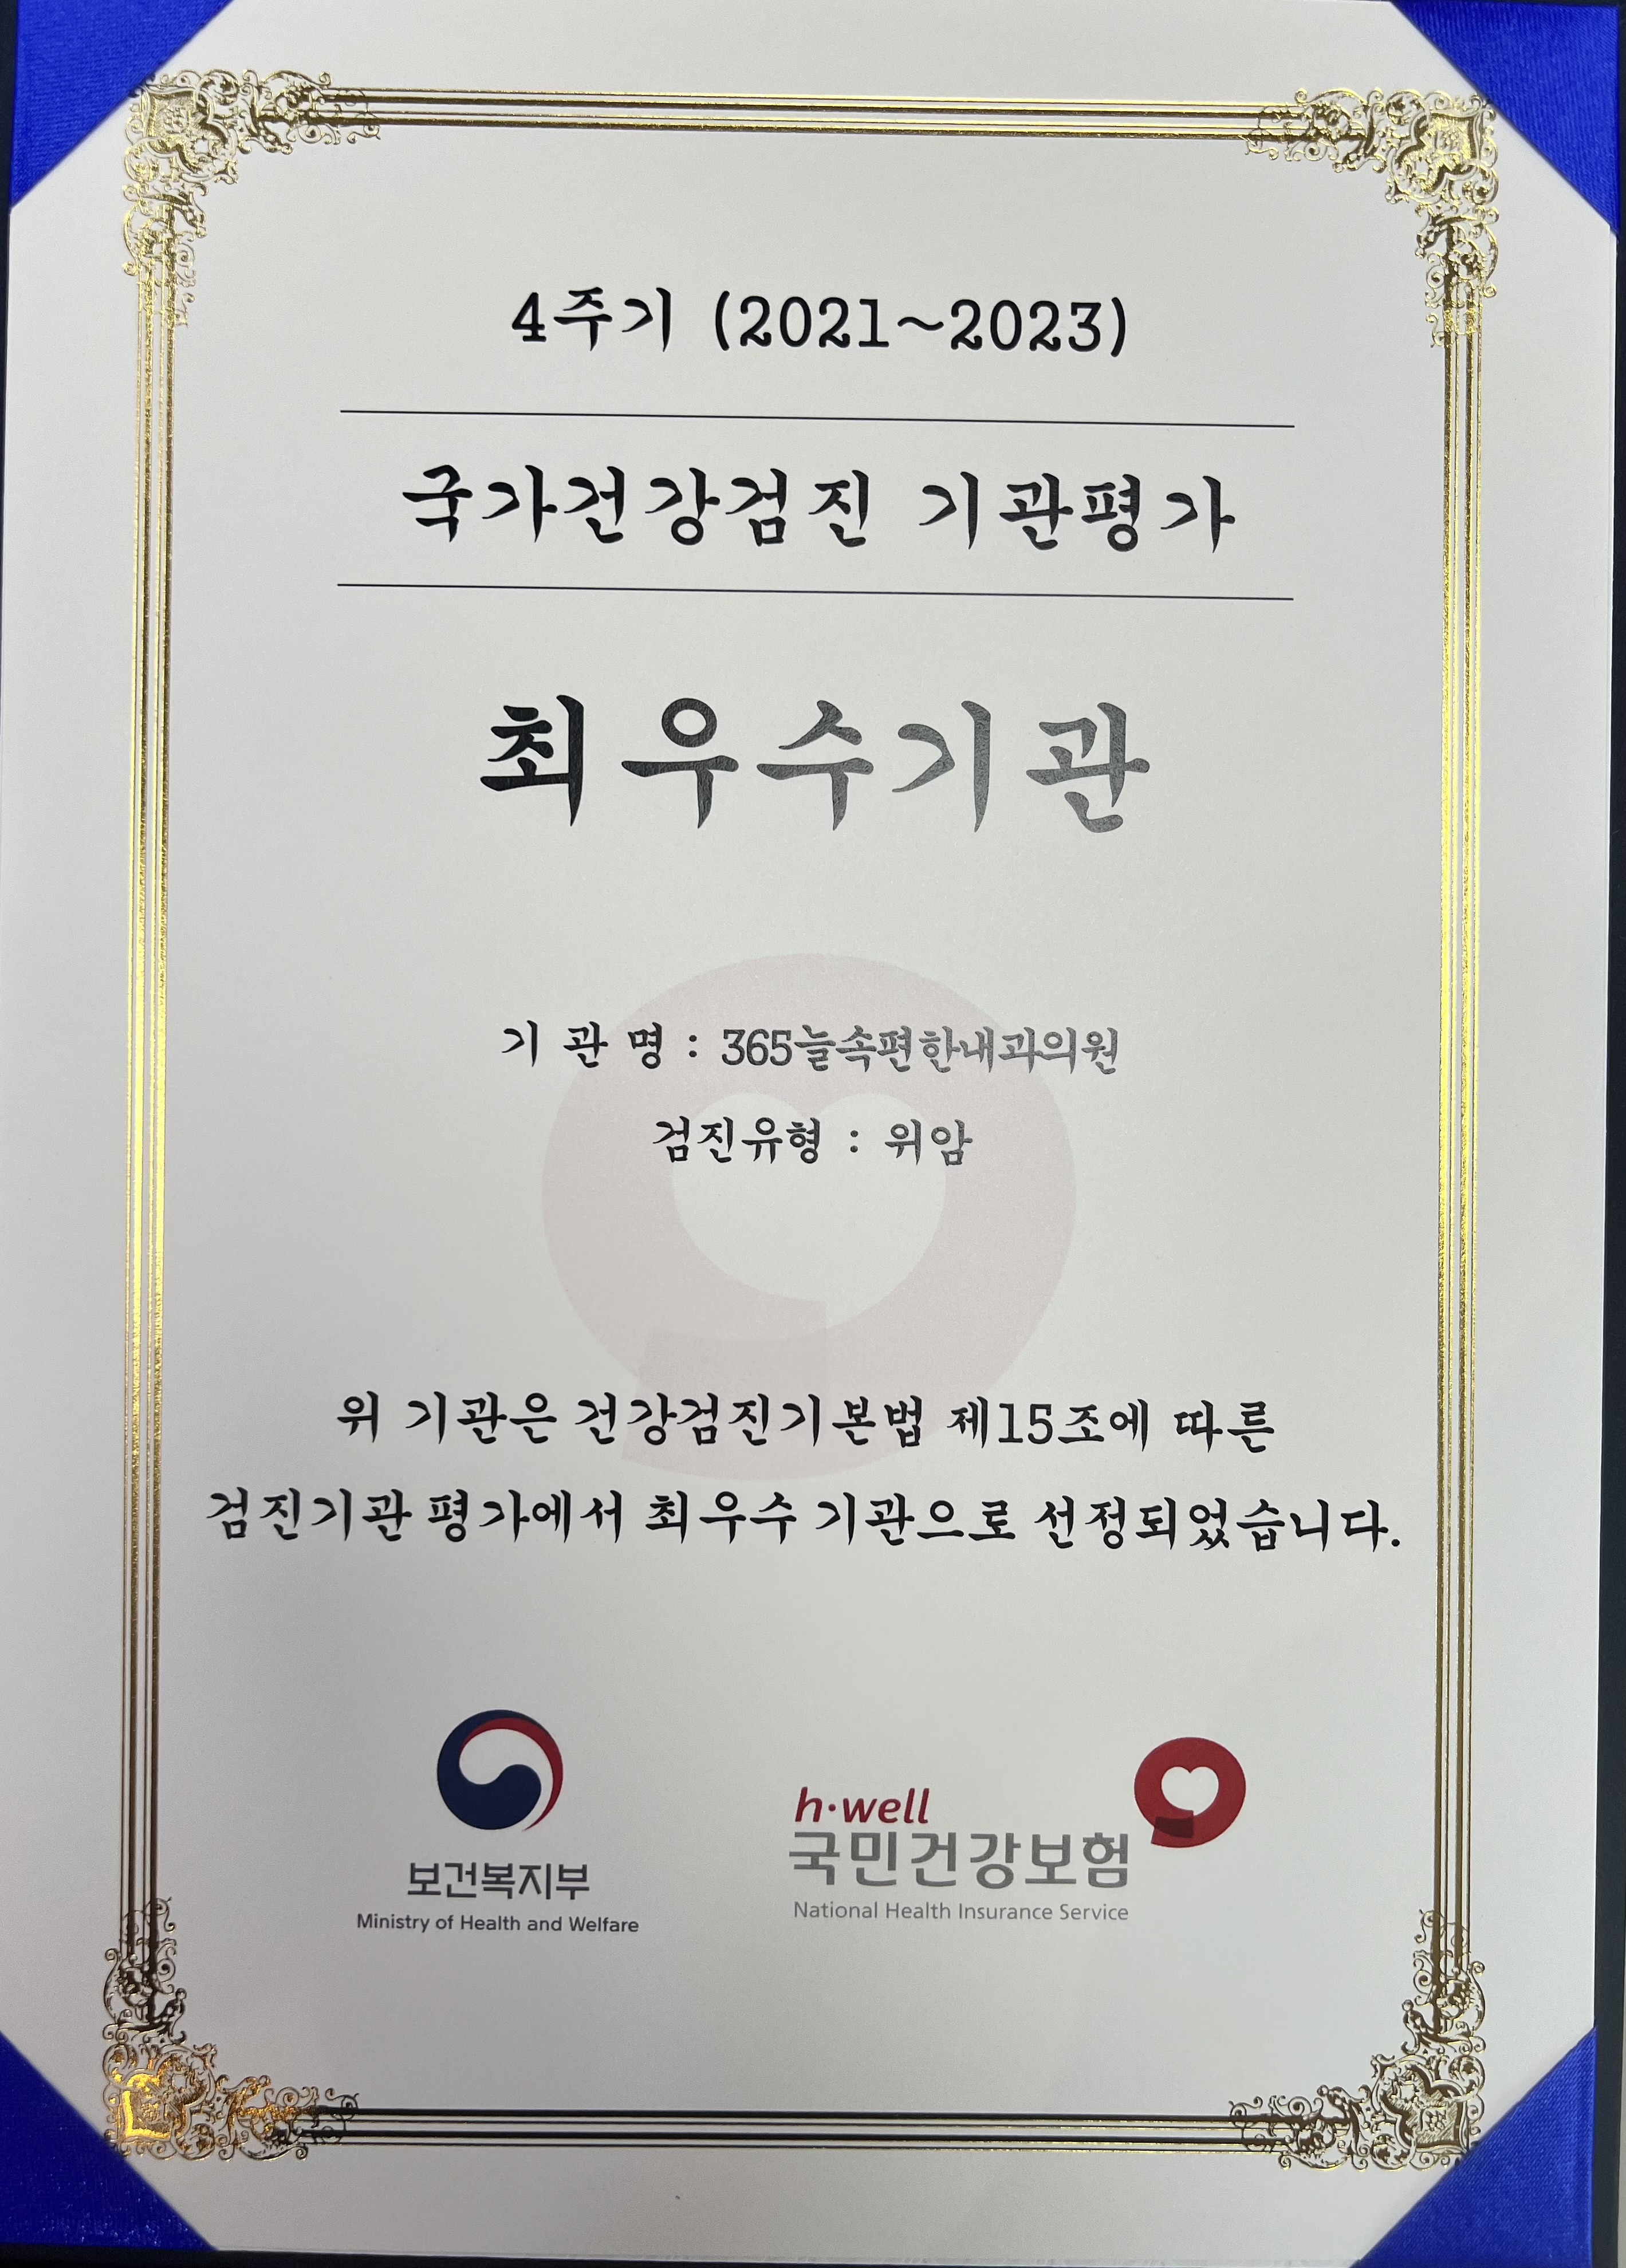 4주기 (2021~2023)
국가건강검진 기관평가
최우수기관
기 관 명 : 365늘속편한내과의원
검진유형 : 위암
위 기관은 건강검진기본법 제15조에 따른
검진기관 평가에서 최우수 기관으로 선정되었습니다.
보건복지부
Ministry of Health and Welfare
h·well
국민건강보험
National Health Insurance Service